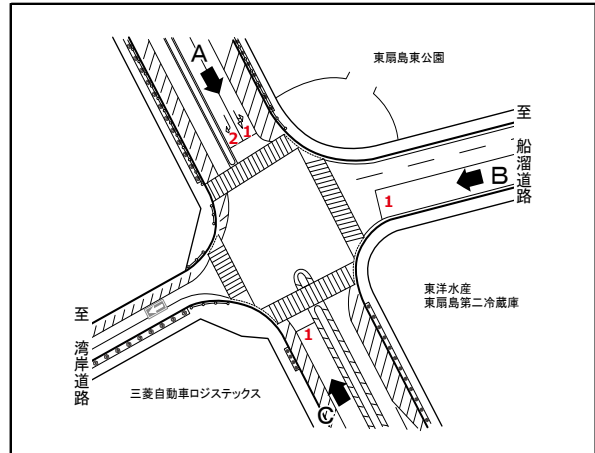 A
東扇島東公園
2 1
至 船溜道路
B
1
東洋水産
東扇島第二冷蔵庫
1
至 湾岸道路
三菱自動車ロジステックス
C